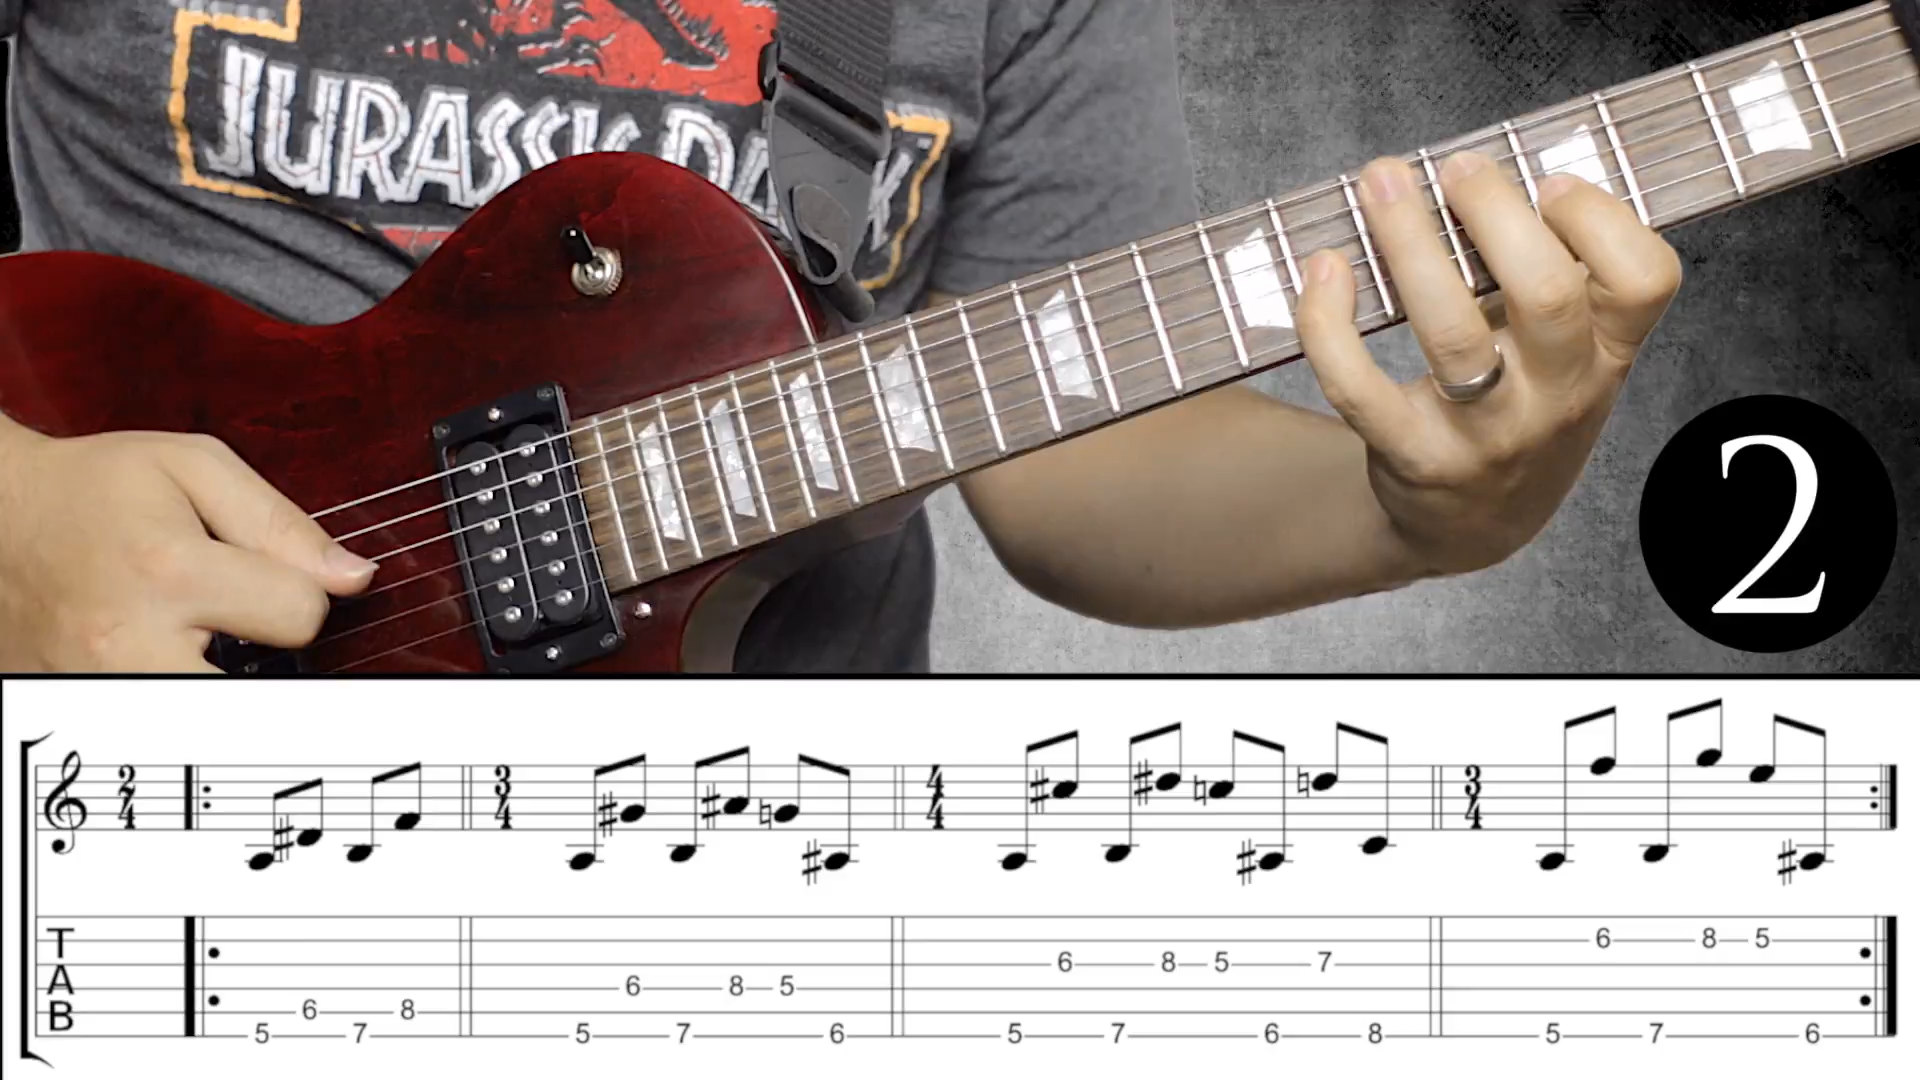 JURASSIC PARK
2
2 4
3 4
4 4
3 4
T
A
B
6 8 5
6 8 5 7
6 8 5
6 8
5 7 5 7 6 5 7 6 8 5 7 6